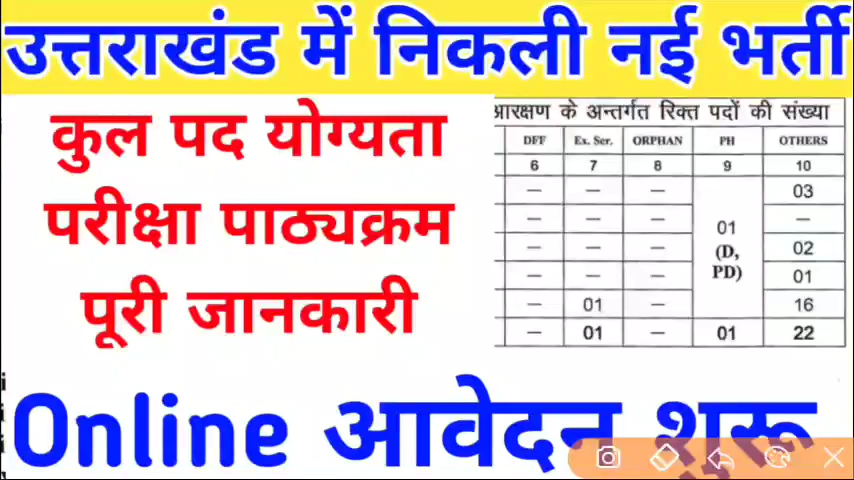 उत्तराखंड में निकली नई भर्ती
कुल पद योग्यता
परीक्षा पाठ्यक्रम
पूरी जानकारी
आरक्षण के अन्तर्गत रिक्त पदों की संख्या
DFF Ex. Ser. ORPHAN PH OTHERS
6 7 8 9 10
— — — 03
— — — —
01
— — — (D, 02
— — — PD) 01
— 01 — 16
— 01 — 01 22
Online आवेदन शुरू